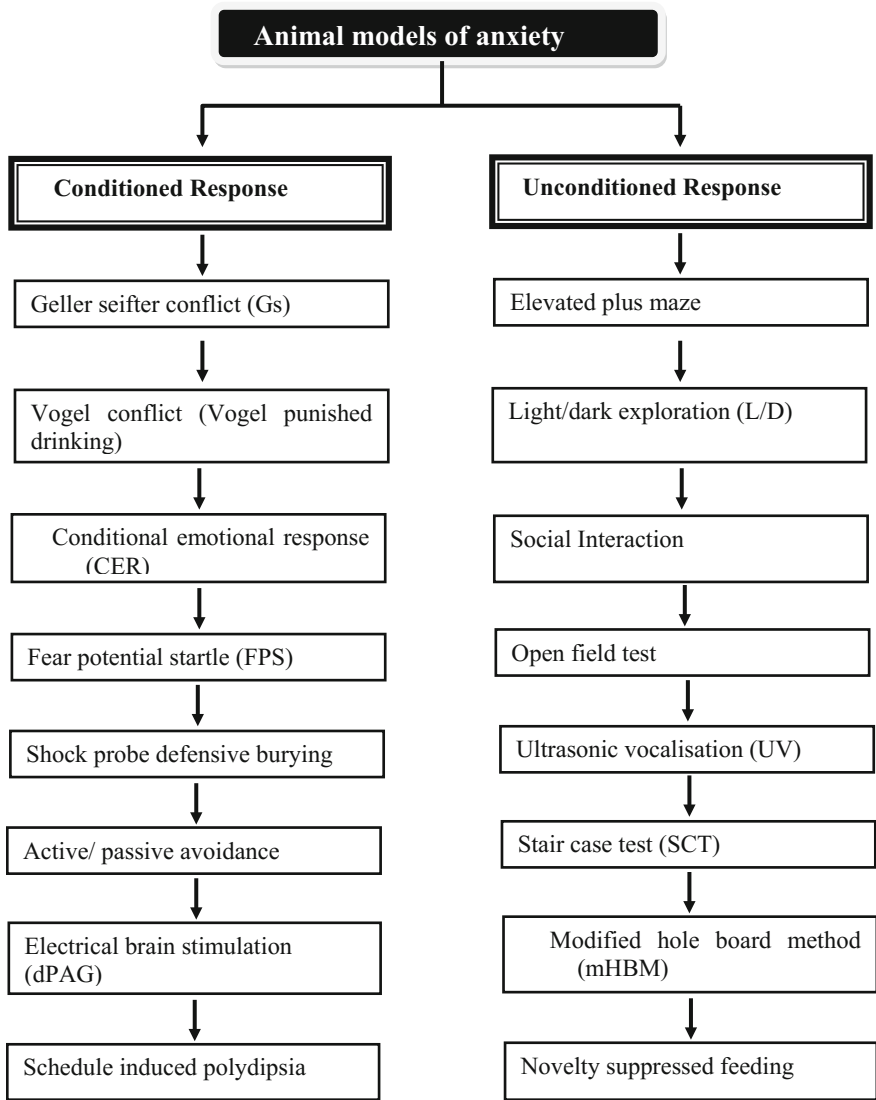 Animal models of anxiety
Conditioned Response
Geller seifter conflict (Gs)
Vogel conflict (Vogel punished
drinking)
Conditional emotional response
(CER)
Fear potential startle (FPS)
Shock probe defensive burying
Active/ passive avoidance
Electrical brain stimulation
(dPAG)
Schedule induced polydipsia
Unconditioned Response
Elevated plus maze
Light/dark exploration (L/D)
Social Interaction
Open field test
Ultrasonic vocalisation (UV)
Stair case test (SCT)
Modified hole board method
(mHBM)
Novelty suppressed feeding